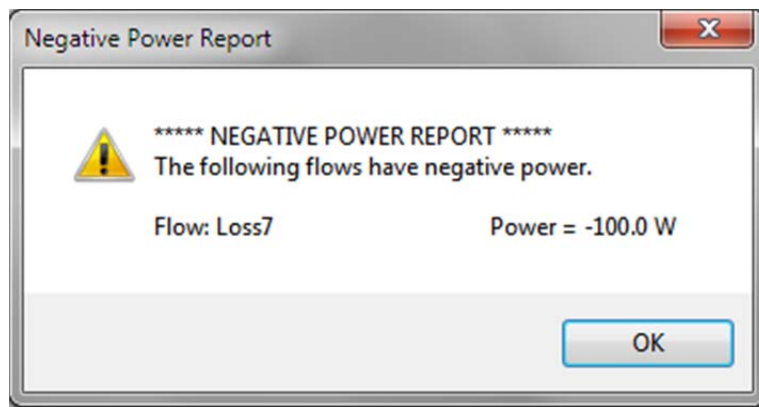 Negative Power Report
***** NEGATIVE POWER REPORT *****
The following flows have negative power.
Flow: Loss7 Power = -100.0 W
OK